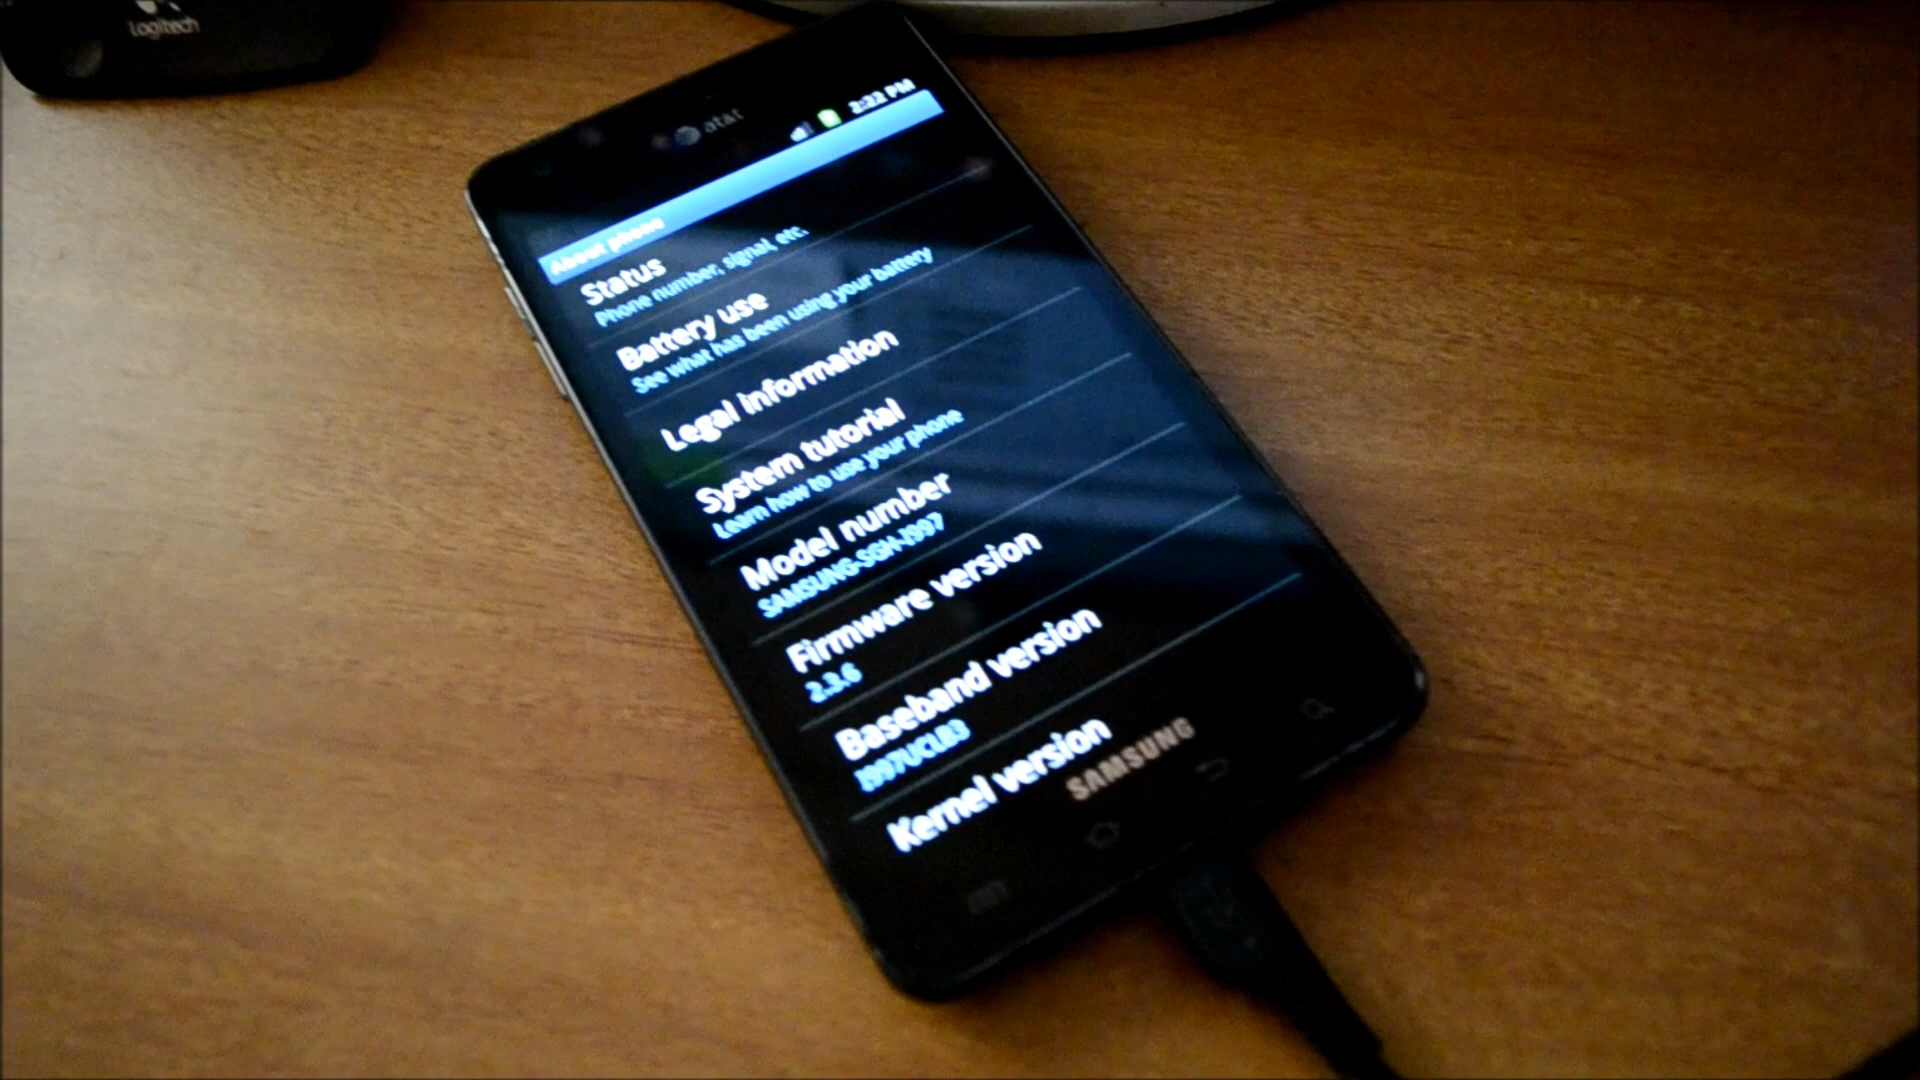 Logitech
at&t
2:22 PM
About phone
Status
Phone number, signal, etc.
Battery use
See what has been using your battery
Legal information
System tutorial
Learn how to use your phone
Model number
SAMSUNG-SGH-I997
Firmware version
2.3.6
Baseband version
I997UCLB3
Kernel version
SAMSUNG